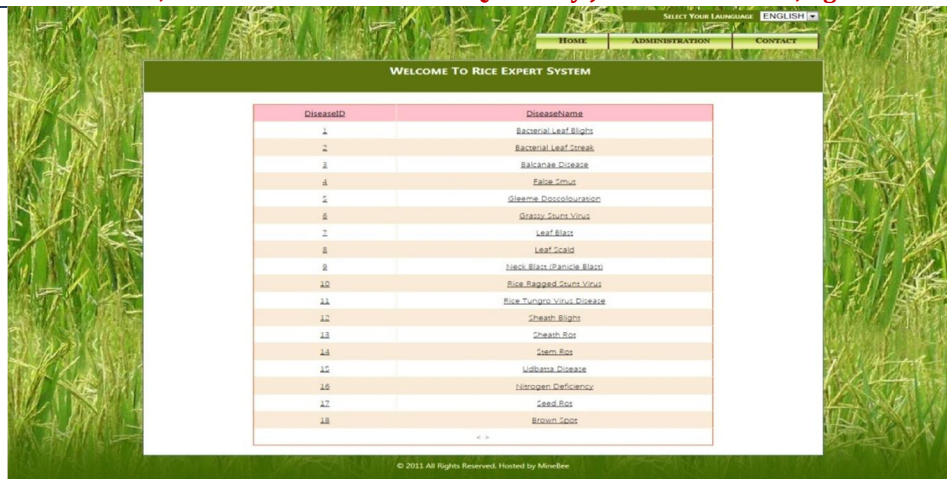 SELECT YOUR LAUNGUAGE ENGLISH
HOME ADMINISTRATION CONTACT
WELCOME TO RICE EXPERT SYSTEM
DiseaseID DiseaseName
1 Bacterial Leaf Blight
2 Bacterial Leaf Streak
3 Balcanae Disease
4 False Smut
5 Gleeme Doscolouration
6 Grassy Stunt Virus
7 Leaf Blast
8 Leaf Scald
9 Neck Blast (Panicle Blast)
10 Rice Ragged Stunt Virus
11 Rice Tungro Virus Disease
12 Sheath Blight
13 Sheath Rot
14 Stem Rot
15 Udbatta Disease
16 Nitrogen Deficiency
17 Seed Rot
18 Brown Spot
< >
© 2011 All Rights Reserved. Hosted by MineBee